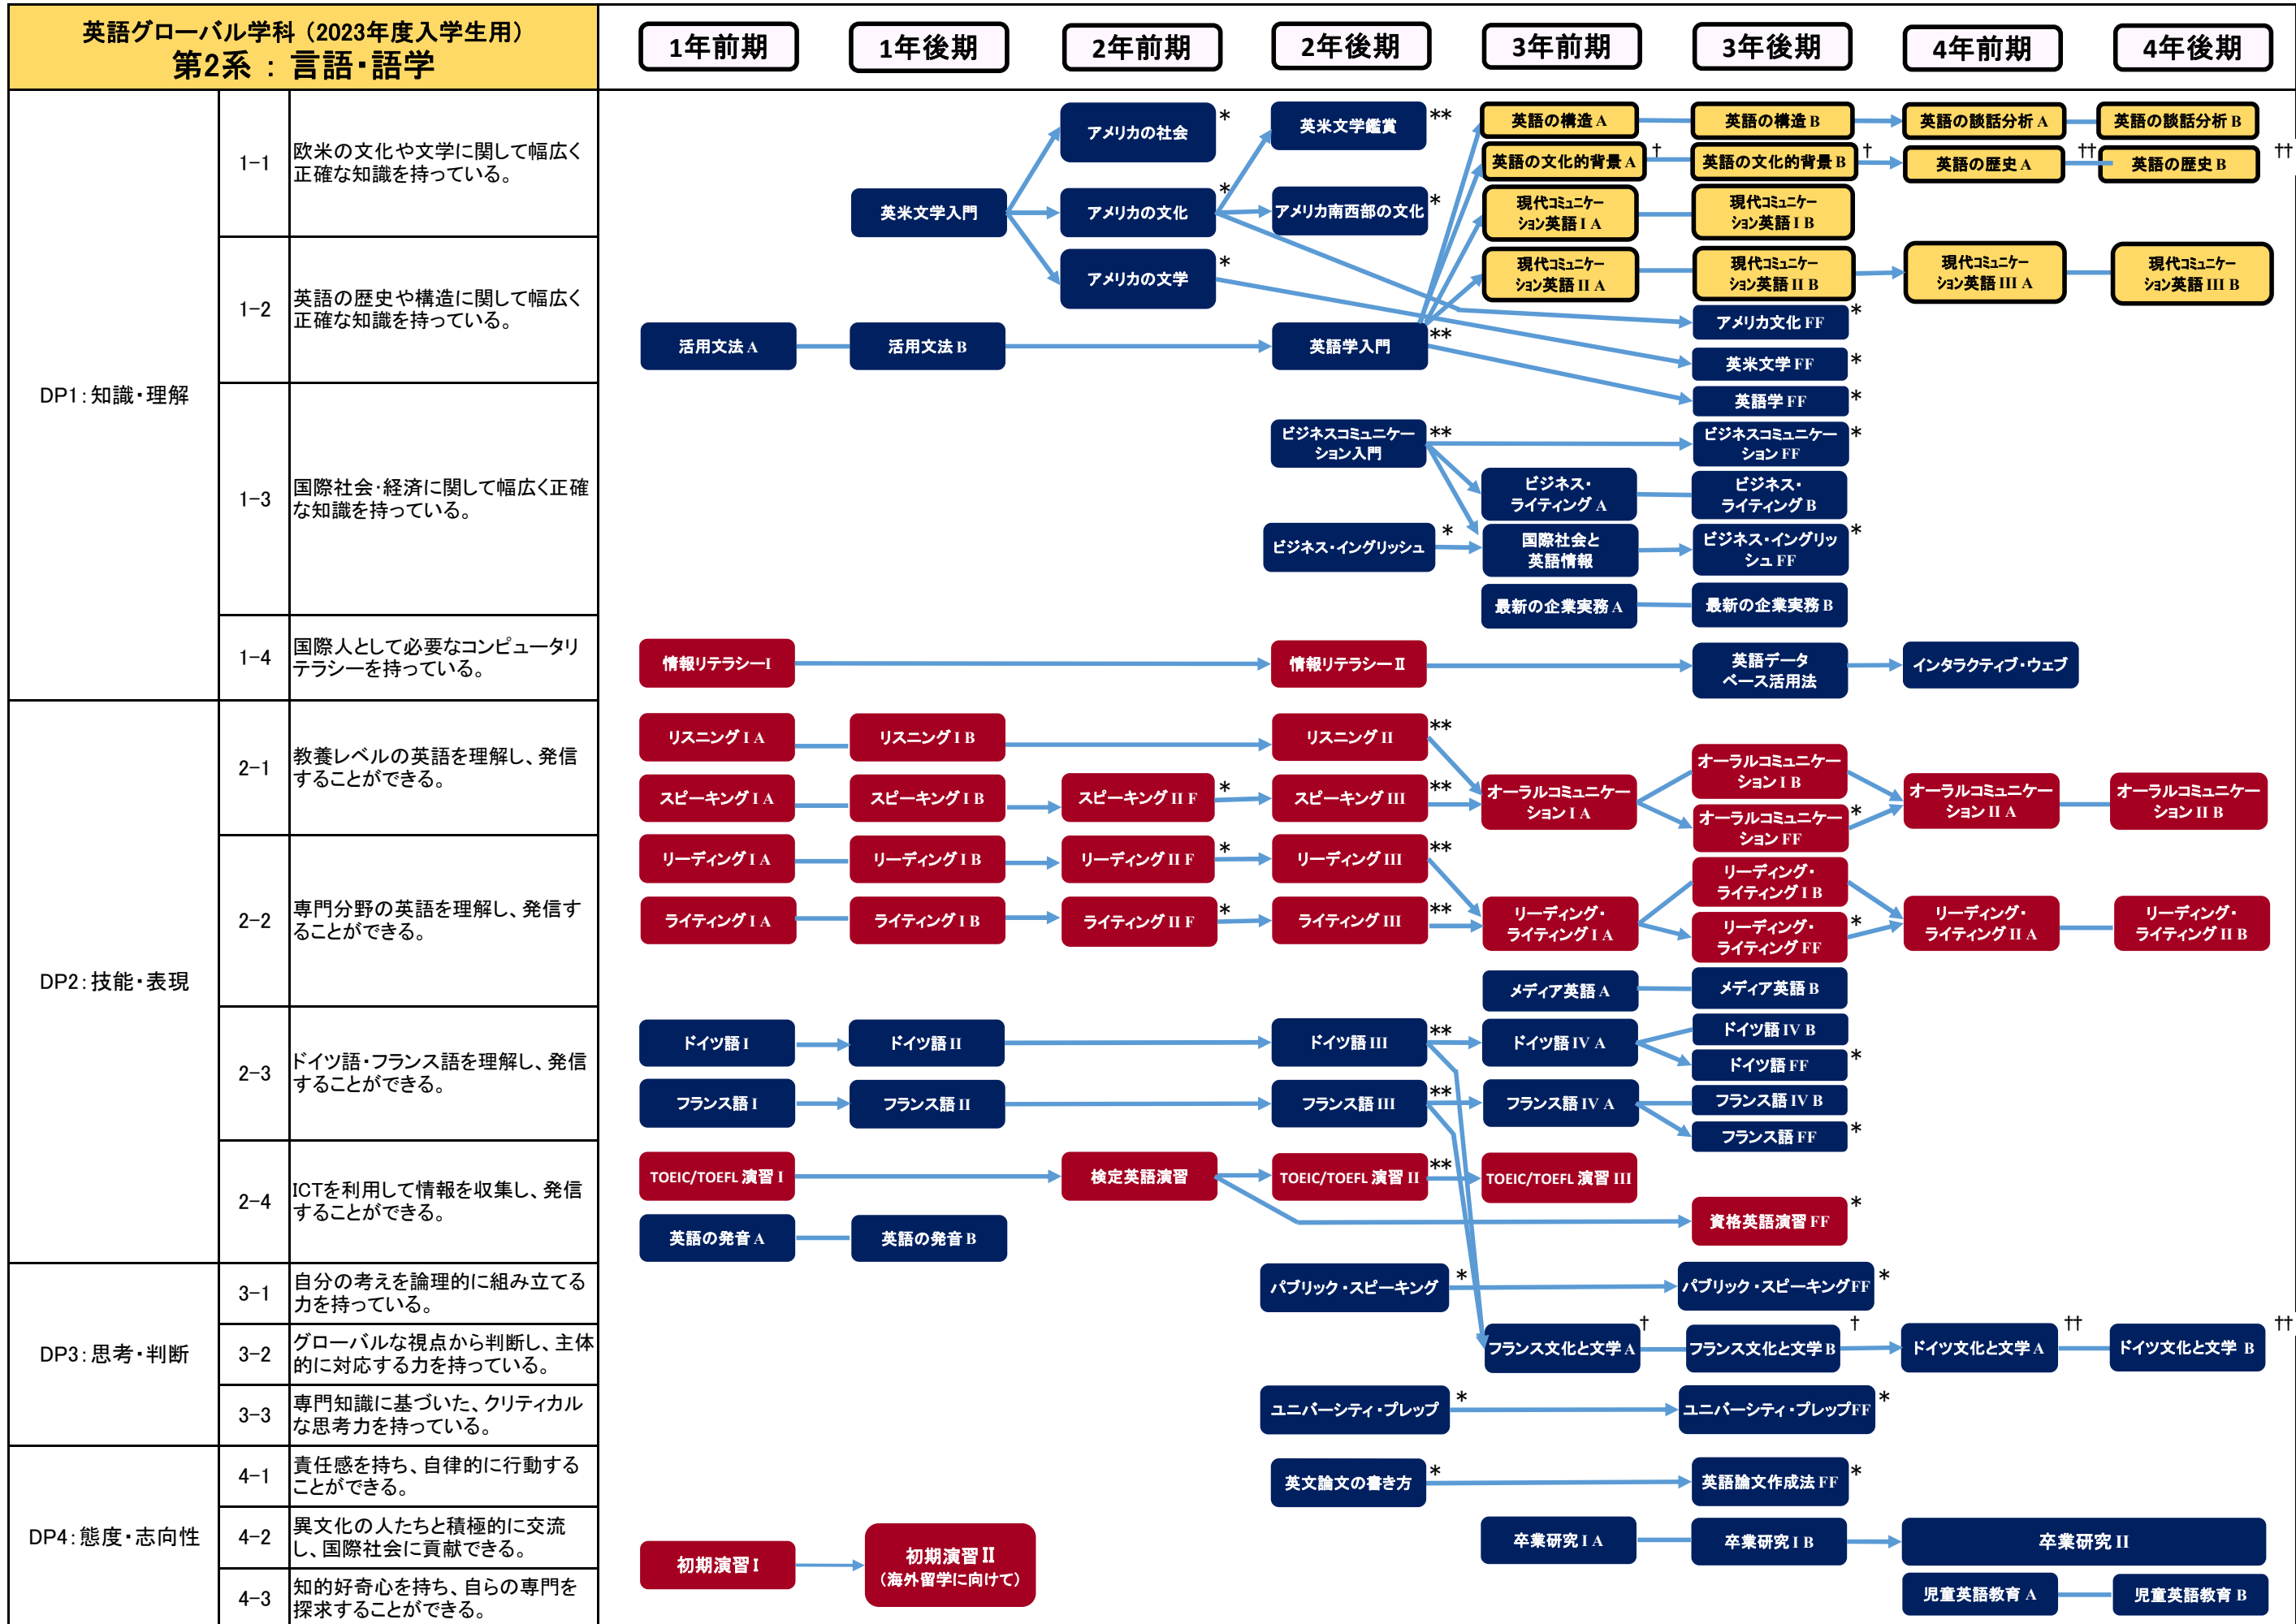 英語グローバル学科（2023年度入学生用）
第2系 ： 言語・語学
1年前期
1年後期
2年前期
2年後期
3年前期
3年後期
4年前期
4年後期
DP1：知識・理解
1-1
欧米の文化や文学に関して幅広く
正確な知識を持っている。
1-2
英語の歴史や構造に関して幅広く
正確な知識を持っている。
1-3
国際社会・経済に関して幅広く正確
な知識を持っている。
1-4
国際人として必要なコンピュータリ
テラシーを持っている。
DP2：技能・表現
2-1
教養レベルの英語を理解し、発信
することができる。
2-2
専門分野の英語を理解し、発信す
ることができる。
2-3
ドイツ語・フランス語を理解し、発信
することができる。
2-4
ICTを利用して情報を収集し、発信
することができる。
DP3：思考・判断
3-1
自分の考えを論理的に組み立てる
力を持っている。
3-2
グローバルな視点から判断し、主体
的に対応する力を持っている。
3-3
専門知識に基づいた、クリティカル
な思考力を持っている。
DP4：態度・志向性
4-1
責任感を持ち、自律的に行動する
ことができる。
4-2
異文化の人たちと積極的に交流
し、国際社会に貢献できる。
4-3
知的好奇心を持ち、自らの専門を
探求することができる。
アメリカの社会 *
英米文学鑑賞 **
英語の構造 A
英語の構造 B
英語の談話分析 A
英語の談話分析 B
英語の文化的背景 A †
英語の文化的背景 B †
英語の歴史 A ††
英語の歴史 B ††
英米文学入門
アメリカの文化 *
アメリカ南西部の文化 *
現代コミュニケー
ション英語 I A
現代コミュニケー
ション英語 I B
アメリカの文学 *
現代コミュニケー
ション英語 II A
現代コミュニケー
ション英語 II B
現代コミュニケー
ション英語 III A
現代コミュニケー
ション英語 III B
アメリカ文化 FF *
活用文法 A
活用文法 B
英語学入門 **
英米文学 FF *
英語学 FF *
ビジネスコミュニケー
ション入門 **
ビジネスコミュニケー
ション FF *
ビジネス・
ライティング A
ビジネス・
ライティング B
ビジネス・イングリッシュ *
国際社会と
英語情報
ビジネス・イングリッ
シュ FF *
最新の企業実務 A
最新の企業実務 B
情報リテラシーI
情報リテラシーⅡ
英語データ
ベース活用法
インタラクティブ・ウェブ
リスニング I A
リスニング I B
リスニング II **
スピーキング I A
スピーキング I B
スピーキング II F *
スピーキング III **
オーラルコミュニケー
ション I A
オーラルコミュニケー
ション I B
オーラルコミュニケー
ション FF *
オーラルコミュニケー
ション II A
オーラルコミュニケー
ション II B
リーディング I A
リーディング I B
リーディング II F *
リーディング III **
ライティング I A
ライティング I B
ライティング II F *
ライティング III **
リーディング・
ライティング I A
リーディング・
ライティング I B
リーディング・
ライティング FF *
リーディング・
ライティング II A
リーディング・
ライティング II B
メディア英語 A
メディア英語 B
ドイツ語 I
ドイツ語 II
ドイツ語 III **
ドイツ語 IV A
ドイツ語 IV B
ドイツ語 FF *
フランス語 I
フランス語 II
フランス語 III **
フランス語 IV A
フランス語 IV B
フランス語 FF *
TOEIC/TOEFL 演習 I
検定英語演習
TOEIC/TOEFL 演習 II **
TOEIC/TOEFL 演習 III
資格英語演習 FF *
英語の発音 A
英語の発音 B
パブリック・スピーキング *
パブリック・スピーキングFF *
フランス文化と文学 A †
フランス文化と文学 B †
ドイツ文化と文学 A ††
ドイツ文化と文学 B ††
ユニバーシティ・プレップ *
ユニバーシティ・プレップFF *
英文論文の書き方 *
英語論文作成法 FF *
卒業研究 I A
卒業研究 I B
卒業研究 II
初期演習 I
初期演習 Ⅱ
（海外留学に向けて）
児童英語教育 A
児童英語教育 B